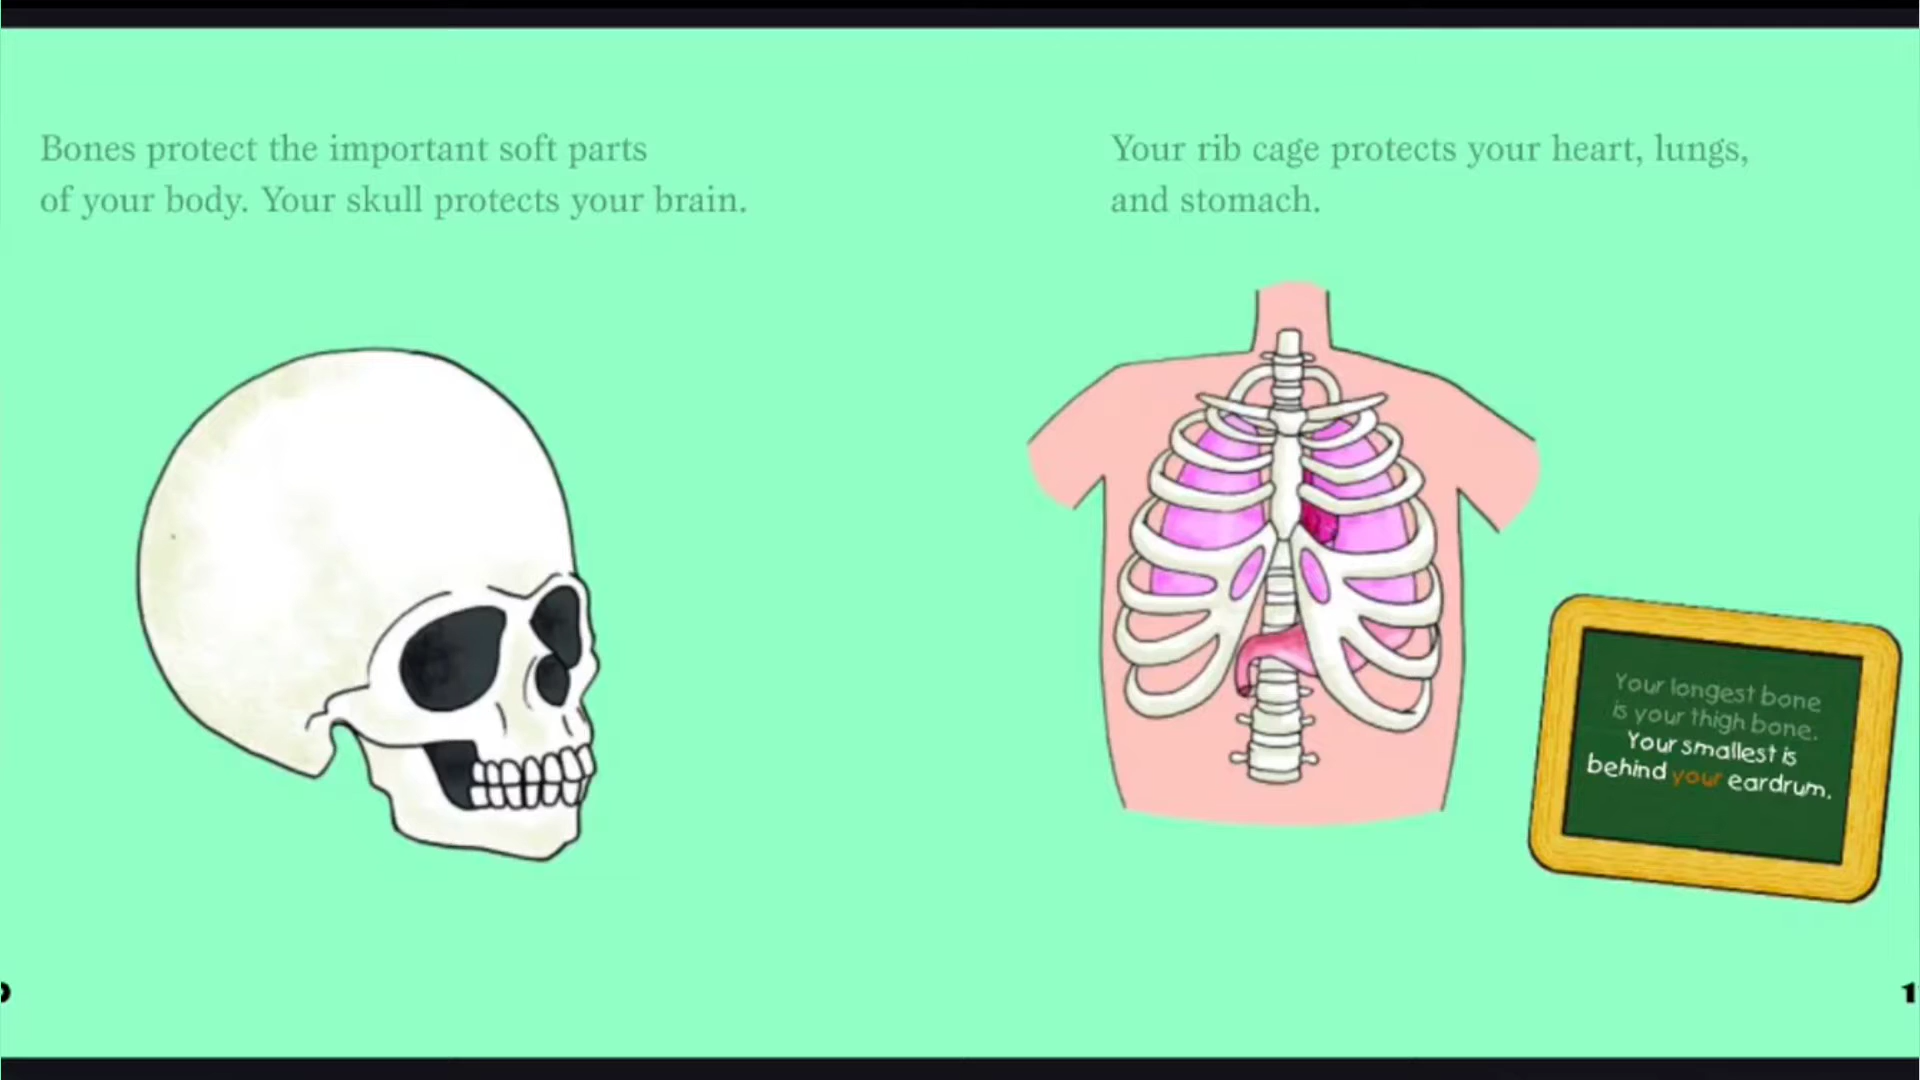 Bones protect the important soft parts
of your body. Your skull protects your brain.
Your rib cage protects your heart, lungs,
and stomach.
Your longest bone
is your thigh bone.
Your smallest is
behind your eardrum.